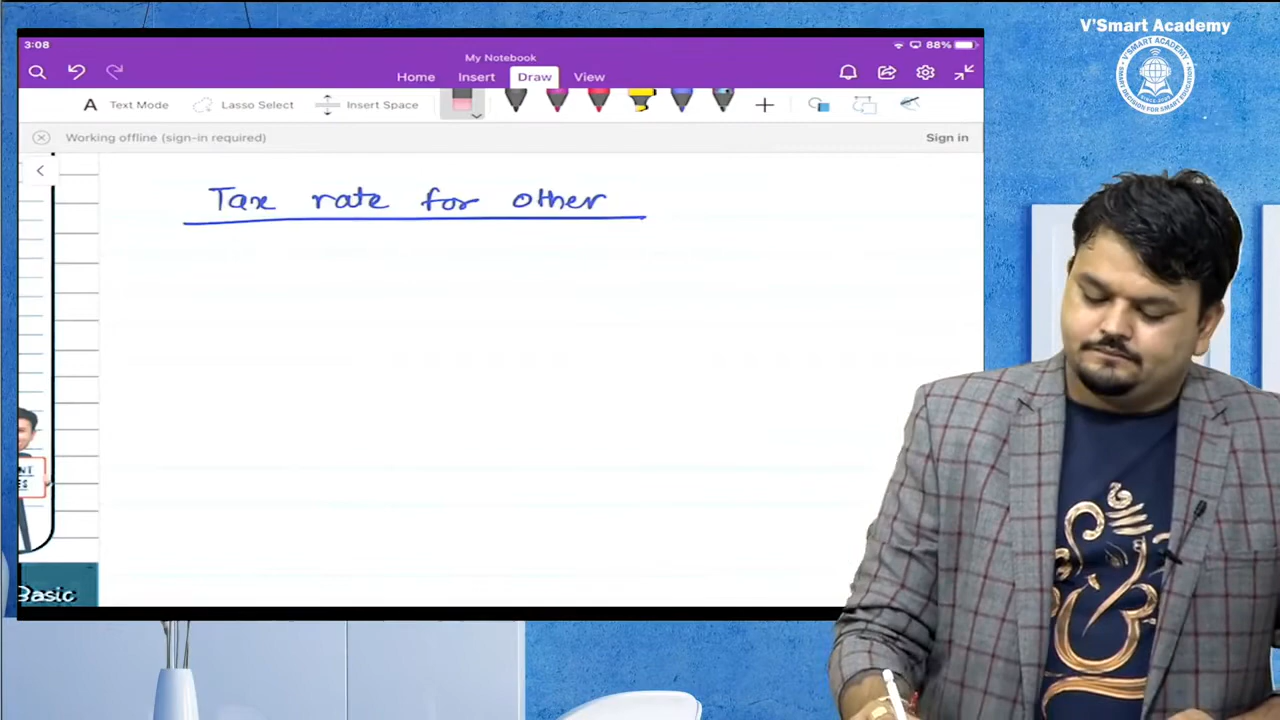 V'Smart Academy
3:08
88%
My Notebook
Home Insert Draw View
A Text Mode Lasso Select Insert Space
Working offline (sign-in required) Sign in
Tax rate for other
Basic